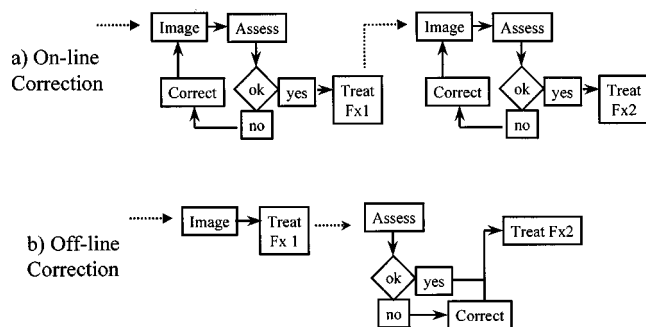 Image
Assess
a) On-line
Correction
Correct
ok
yes
no
Treat
Fx1
Image
Assess
Correct
ok
yes
no
Treat
Fx2
b) Off-line
Correction
Image
Treat
Fx 1
Assess
ok
yes
no
Correct
Treat Fx2